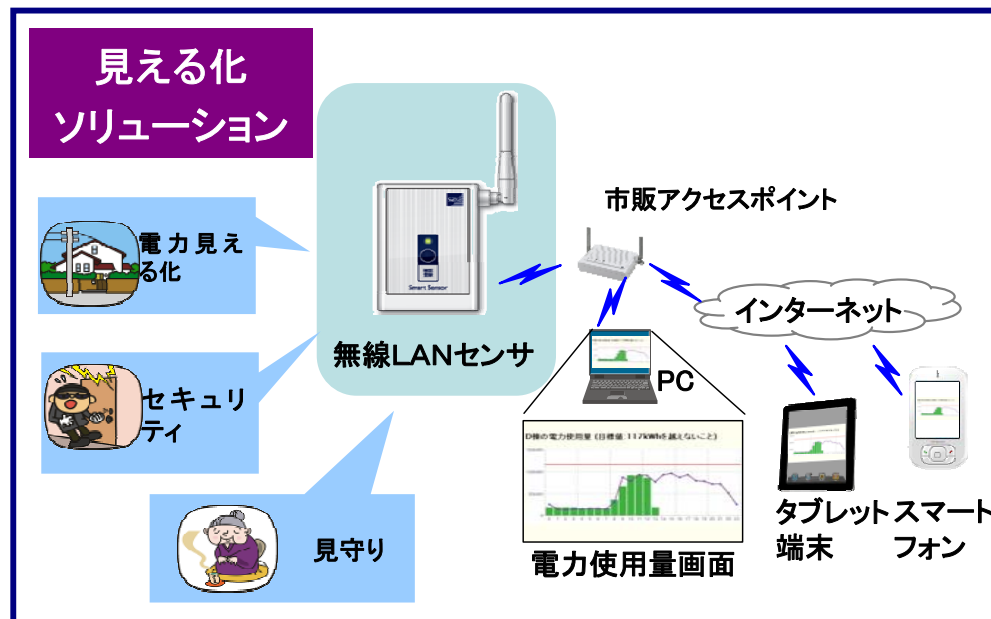 見える化
ソリューション
電力見え
る化
セキュリ
ティ
見守り
Smart Sensor
無線LANセンサ
市販アクセスポイント
インターネット
PC
D棟の電力使用量 (目標値:117kWhを越えないこと)
電力使用量画面
タブレット
端末
スマート
フォン